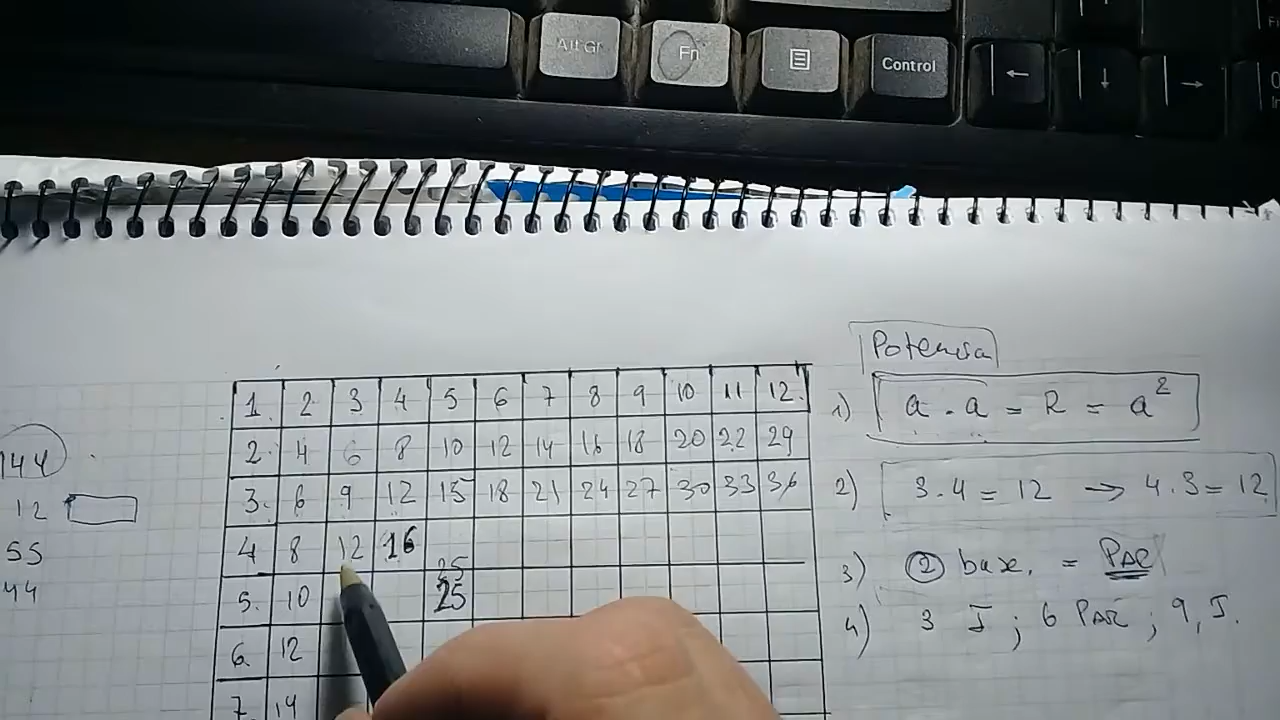 Alt Gr Fn Control
Potencia
1 2 3 4 5 6 7 8 9 10 11 12
2 4 6 8 10 12 14 16 18 20 22 29
3 6 9 12 15 18 21 24 27 30 33 36
4 8 12 16
25
5 10 25
6 12
7 14
144
12
55
44
1) a . a = R = a²
2) 3.4 = 12 → 4.3 = 12
3) 2 base. = PAR
4) 3 I ; 6 PAR ; 9, I.